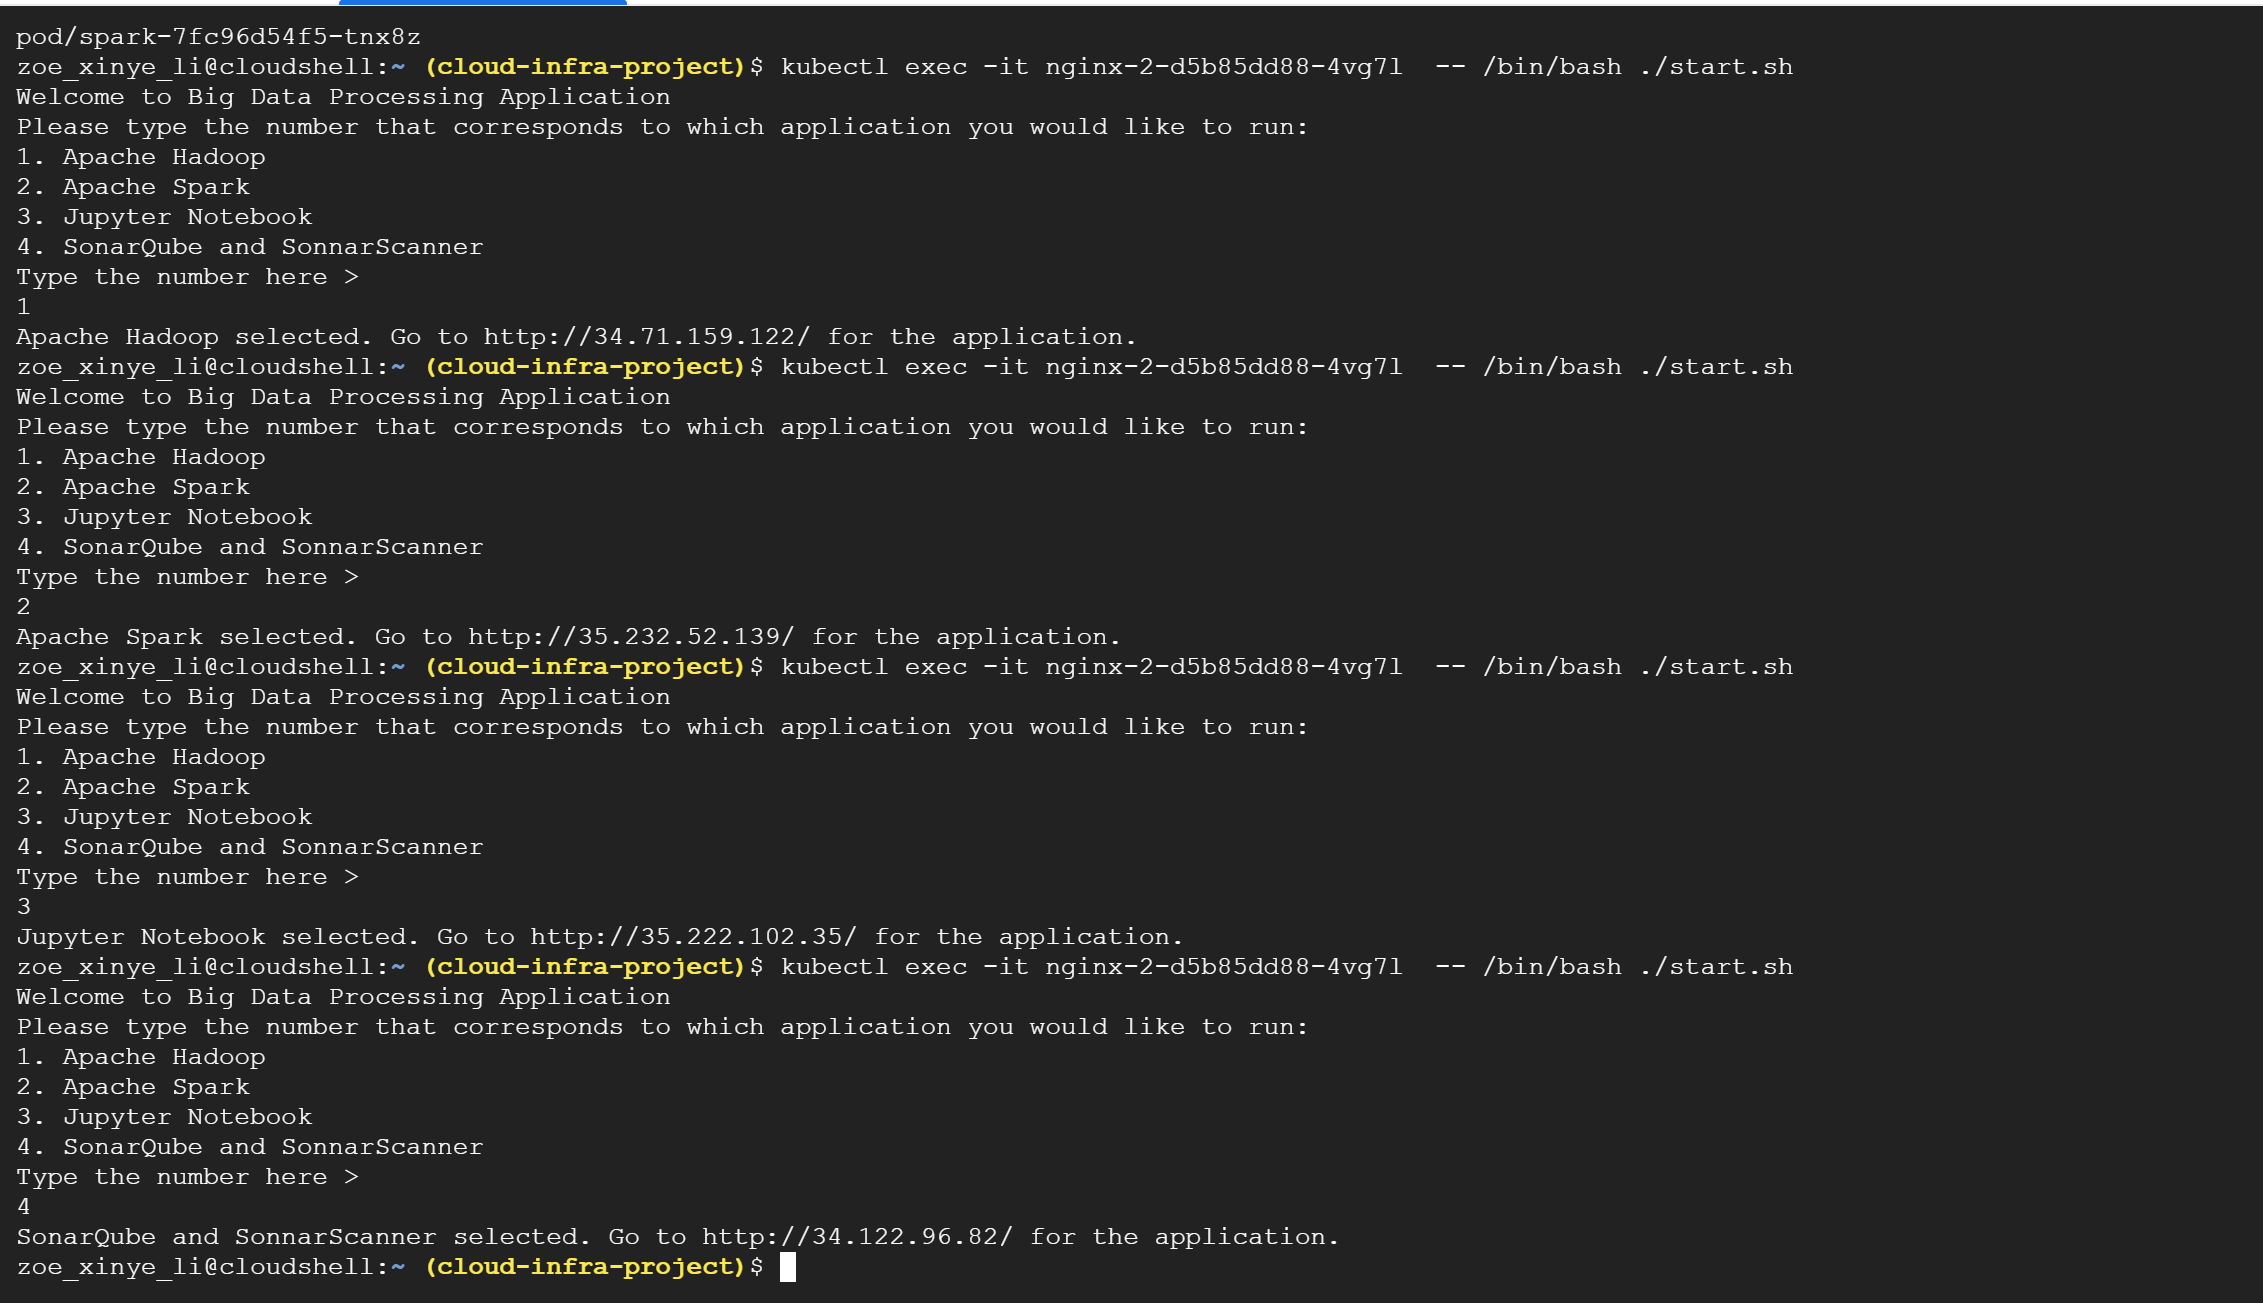 pod/spark-7fc96d54f5-tnx8z
zoe_xinye_li@cloudshell:~ (cloud-infra-project)$ kubectl exec -it nginx-2-d5b85dd88-4vg7l  -- /bin/bash ./start.sh
Welcome to Big Data Processing Application
Please type the number that corresponds to which application you would like to run:
1. Apache Hadoop
2. Apache Spark
3. Jupyter Notebook
4. SonarQube and SonnarScanner
Type the number here >
1
Apache Hadoop selected. Go to http://34.71.159.122/ for the application.
zoe_xinye_li@cloudshell:~ (cloud-infra-project)$ kubectl exec -it nginx-2-d5b85dd88-4vg7l  -- /bin/bash ./start.sh
Welcome to Big Data Processing Application
Please type the number that corresponds to which application you would like to run:
1. Apache Hadoop
2. Apache Spark
3. Jupyter Notebook
4. SonarQube and SonnarScanner
Type the number here >
2
Apache Spark selected. Go to http://35.232.52.139/ for the application.
zoe_xinye_li@cloudshell:~ (cloud-infra-project)$ kubectl exec -it nginx-2-d5b85dd88-4vg7l  -- /bin/bash ./start.sh
Welcome to Big Data Processing Application
Please type the number that corresponds to which application you would like to run:
1. Apache Hadoop
2. Apache Spark
3. Jupyter Notebook
4. SonarQube and SonnarScanner
Type the number here >
3
Jupyter Notebook selected. Go to http://35.222.102.35/ for the application.
zoe_xinye_li@cloudshell:~ (cloud-infra-project)$ kubectl exec -it nginx-2-d5b85dd88-4vg7l  -- /bin/bash ./start.sh
Welcome to Big Data Processing Application
Please type the number that corresponds to which application you would like to run:
1. Apache Hadoop
2. Apache Spark
3. Jupyter Notebook
4. SonarQube and SonnarScanner
Type the number here >
4
SonarQube and SonnarScanner selected. Go to http://34.122.96.82/ for the application.
zoe_xinye_li@cloudshell:~ (cloud-infra-project)$